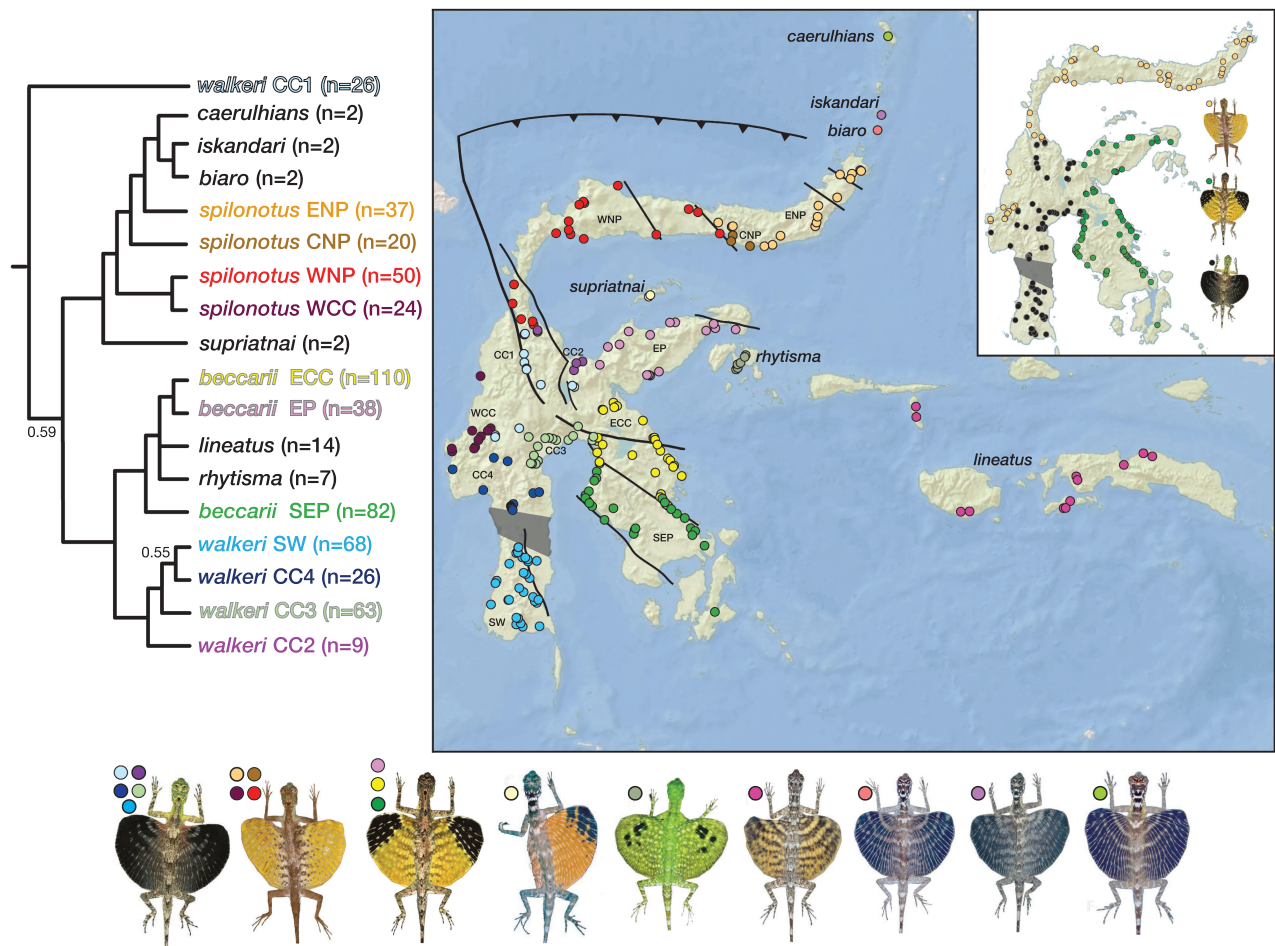 walkeri CC1 (n=26)
caerulhians (n=2)
iskandari (n=2)
biaro (n=2)
spilonotus ENP (n=37)
spilonotus CNP (n=20)
spilonotus WNP (n=50)
spilonotus WCC (n=24)
supriatnai (n=2)
beccarii ECC (n=110)
beccarii EP (n=38)
lineatus (n=14)
rhytisma (n=7)
beccarii SEP (n=82)
walkeri SW (n=68)
walkeri CC4 (n=26)
walkeri CC3 (n=63)
walkeri CC2 (n=9)
0.59
0.55
caerulhians
iskandari
biaro
WNP
CNP
ENP
supriatnai
CC1
CC2
EP
rhytisma
WCC
ECC
CC3
CC4
lineatus
SEP
SW